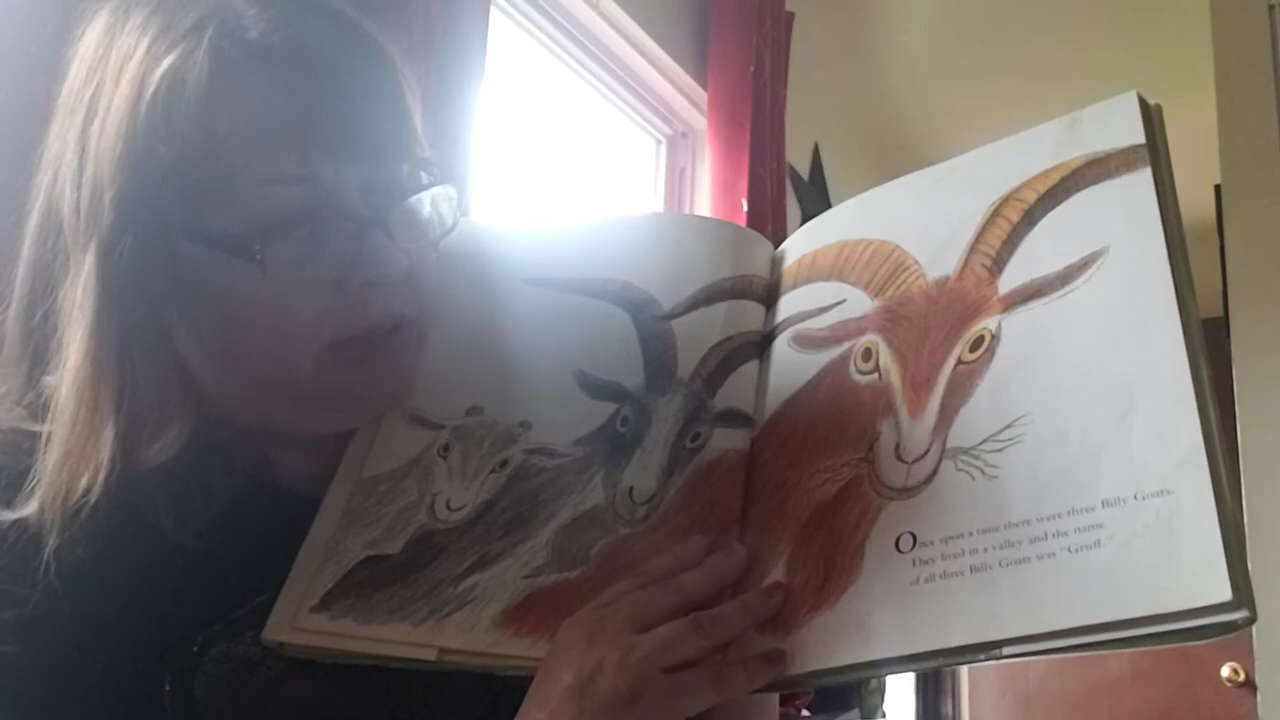 Once upon a time there were three Billy Goats.
They lived in a valley and the name
of all three Billy Goats was "Gruff."